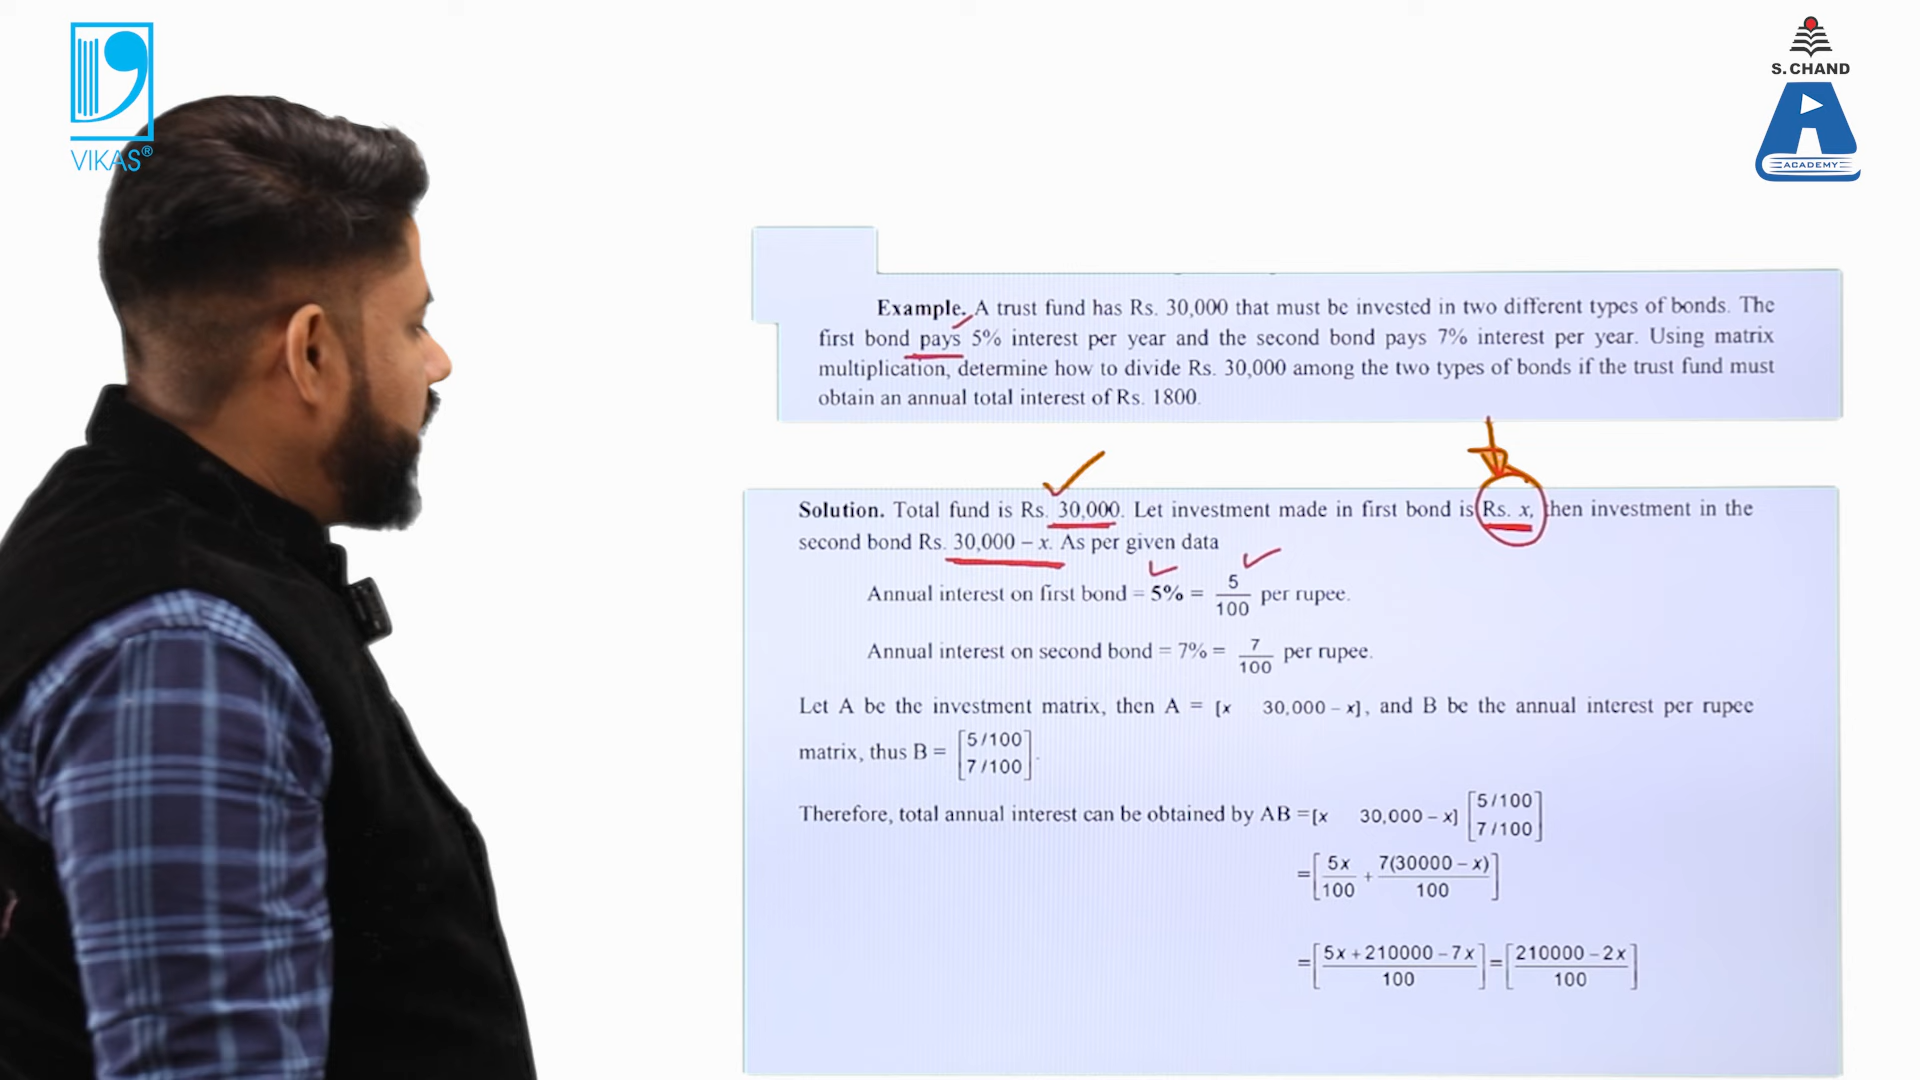 VIKAS®
S. CHAND
ACADEMY
Example. A trust fund has Rs. 30,000 that must be invested in two different types of bonds. The
first bond pays 5% interest per year and the second bond pays 7% interest per year. Using matrix
multiplication, determine how to divide Rs. 30,000 among the two types of bonds if the trust fund must
obtain an annual total interest of Rs. 1800.
Solution. Total fund is Rs. 30,000. Let investment made in first bond is Rs. x, then investment in the
second bond Rs. 30,000 – x. As per given data
Annual interest on first bond = 5% = 5/100 per rupee.
Annual interest on second bond = 7% = 7/100 per rupee.
Let A be the investment matrix, then A = [x 30,000 – x], and B be the annual interest per rupee
matrix, thus B = [5/100 7/100].
Therefore, total annual interest can be obtained by AB = [x 30,000 – x] [5/100 7/100]
= [5x/100 + 7(30000 – x)/100]
= [5x + 210000 – 7x/100] = [210000 – 2x/100]